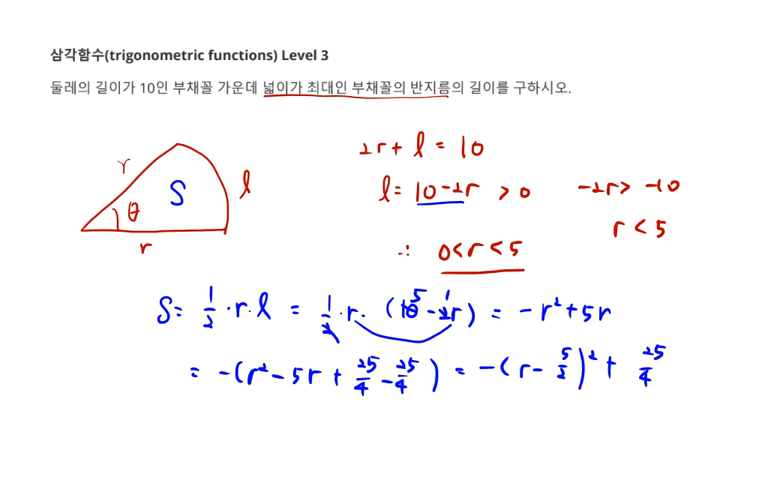 삼각함수(trigonometric functions) Level 3
둘레의 길이가 10인 부채꼴 가운데 넓이가 최대인 부채꼴의 반지름의 길이를 구하시오.
r
S
l
θ
r
2r + l = 10
l = 10-2r > 0   -2r > -10
r < 5
∴ 0<r<5
S = 1/2 · r · l = 1/2 · r · (10 5 - 2 1 r) = -r² + 5r
= -(r² - 5r + 25/4 - 25/4) = -(r - 5/2)² + 25/4